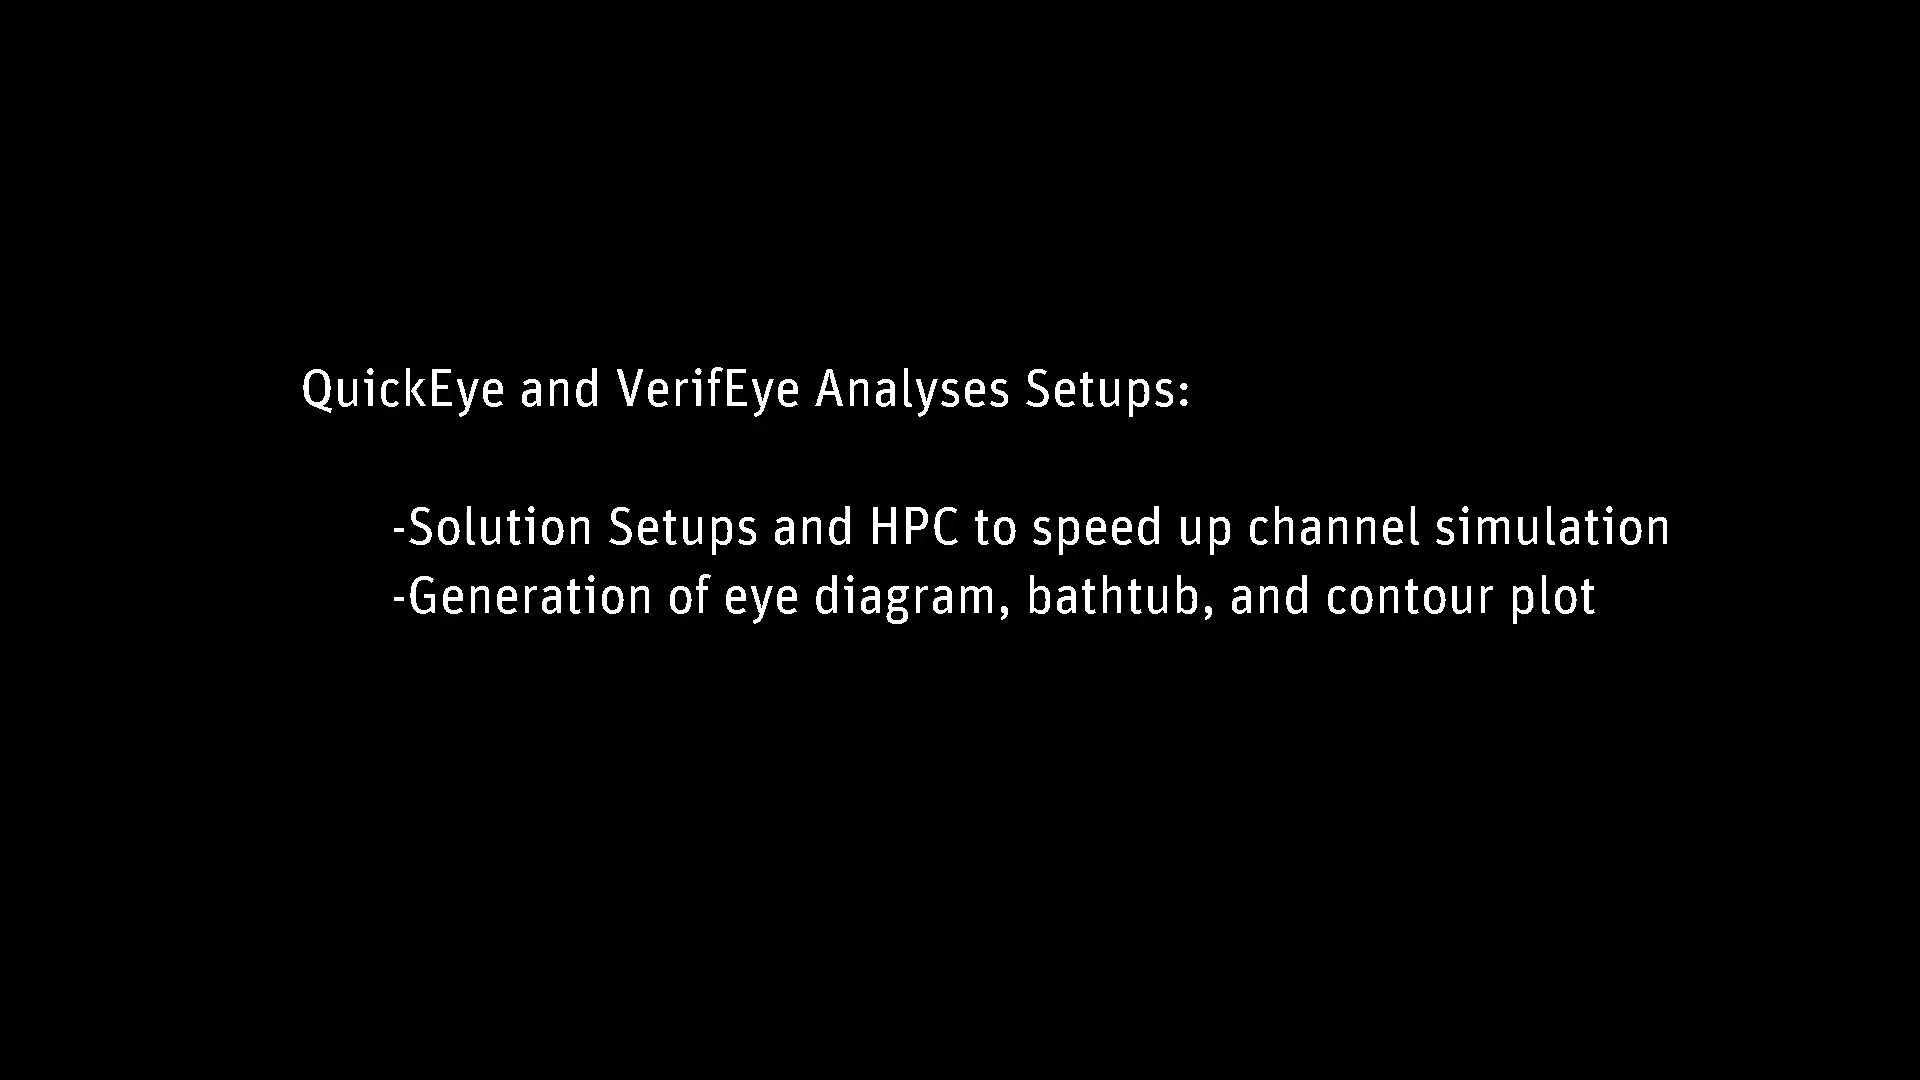 QuickEye and VerifEye Analyses Setups:
-Solution Setups and HPC to speed up channel simulation
-Generation of eye diagram, bathtub, and contour plot